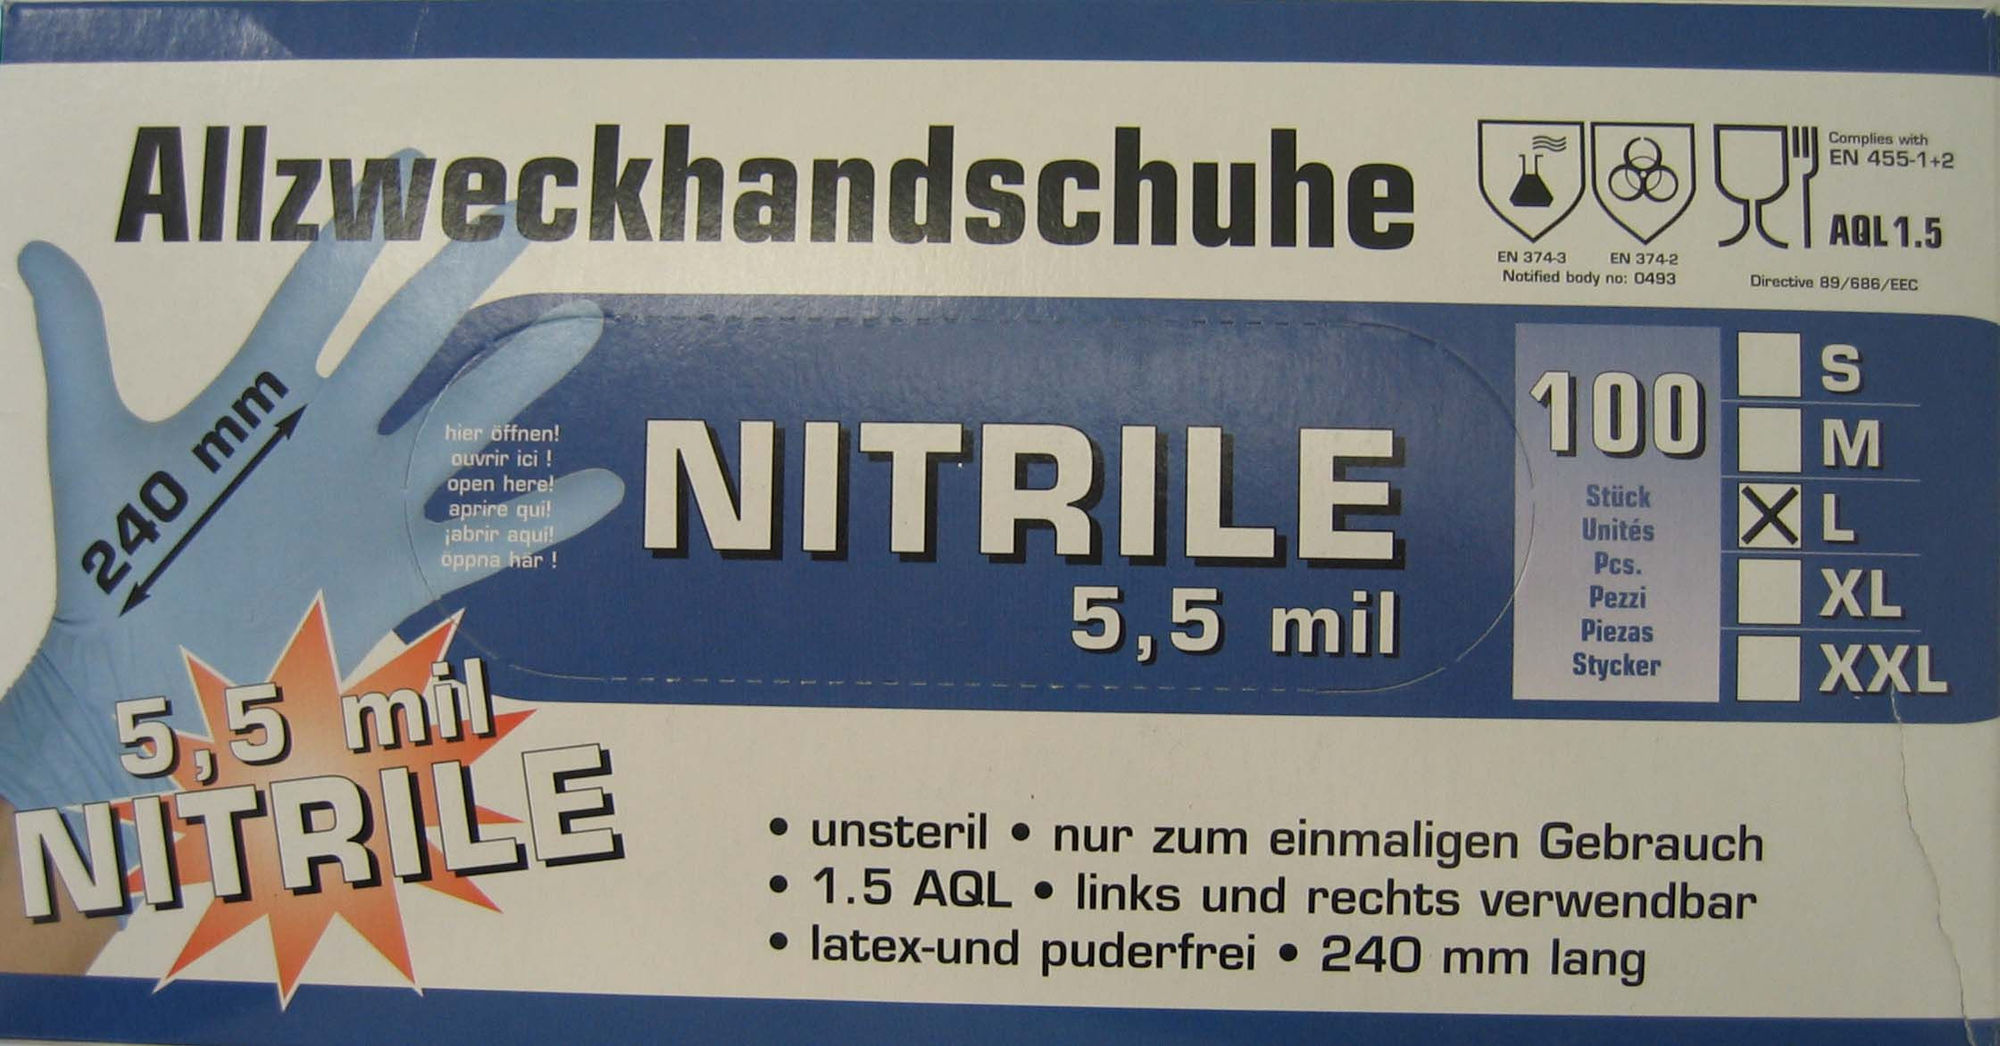 Allzweckhandschuhe
EN 374-3
EN 374-2
Notified body no: 0493
Complies with
EN 455-1+2
AQL 1.5
Directive 89/686/EEC
240 mm
hier öffnen!
ouvrir ici !
open here!
aprire qui!
¡abrir aqui!
öppna här !
NITRILE
5,5 mil
100
Stück
Unités
Pcs.
Pezzi
Piezas
Stycker
S
M
L
XL
XXL
5,5 mil
NITRILE
• unsteril • nur zum einmaligen Gebrauch
• 1.5 AQL • links und rechts verwendbar
• latex-und puderfrei • 240 mm lang